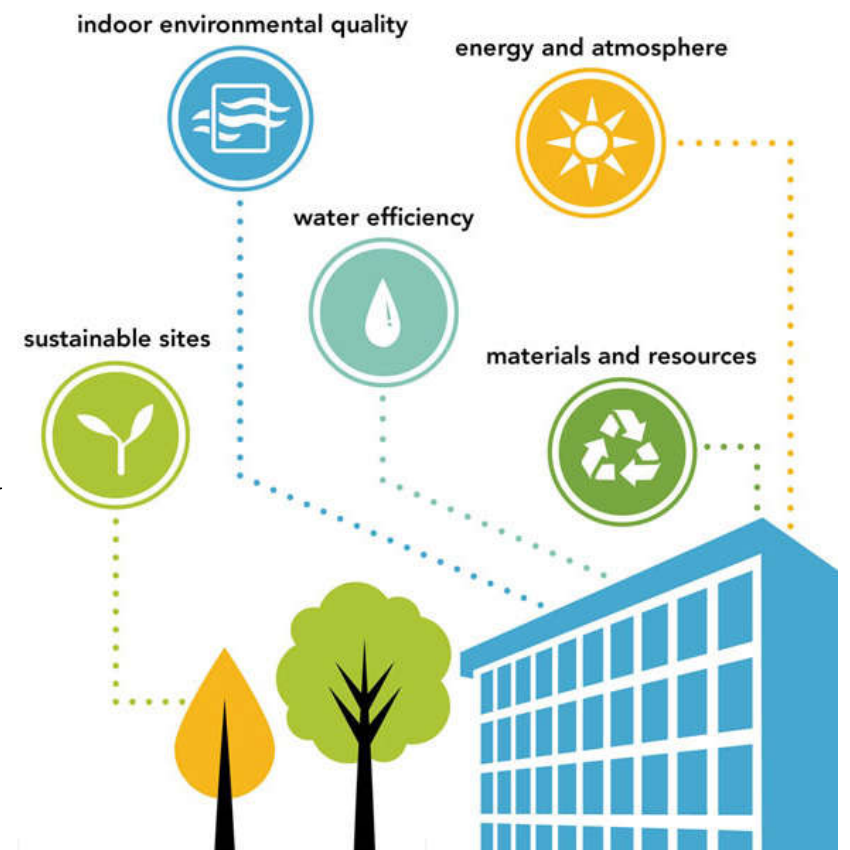 indoor environmental quality
energy and atmosphere
water efficiency
sustainable sites
materials and resources